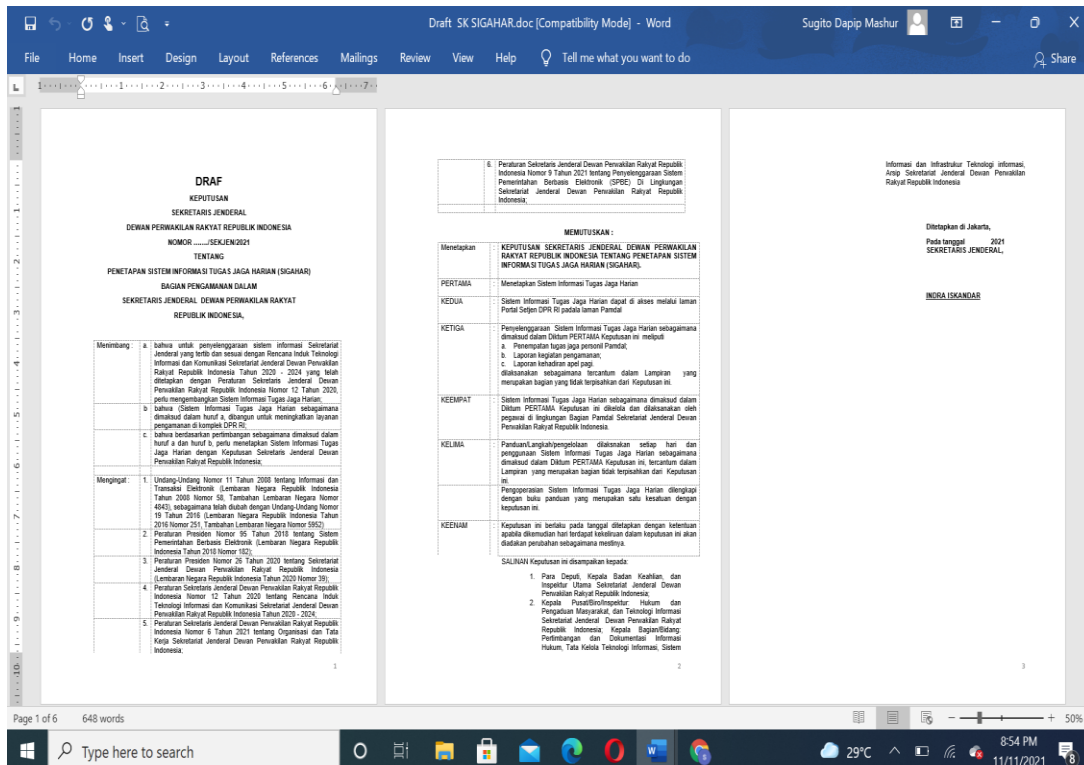 Draft SK SIGAHAR.doc [Compatibility Mode] - Word
Sugito Dapip Mashur
File Home Insert Design Layout References Mailings Review View Help Tell me what you want to do Share
DRAF
KEPUTUSAN
SEKRETARIS JENDERAL
DEWAN PERWAKILAN RAKYAT REPUBLIK INDONESIA
NOMOR ......../SEKJEN/2021
TENTANG
PENETAPAN SISTEM INFORMASI TUGAS JAGA HARIAN (SIGAHAR)
BAGIAN PENGAMANAN DALAM
SEKRETARIS JENDERAL DEWAN PERWAKILAN RAKYAT
REPUBLIK INDONESIA,
Menimbang : a. bahwa untuk penyelenggaraan sistem informasi Sekretariat
Jenderal yang tertib dan sesuai dengan Rencana Induk Teknologi
Informasi dan Komunikasi Sekretariat Jenderal Dewan Perwakilan
Rakyat Republik Indonesia Tahun 2020 - 2024 yang telah
ditetapkan dengan Peraturan Sekretaris Jenderal Dewan
Perwakilan Rakyat Republik Indonesia Nomor 12 Tahun 2020,
perlu mengembangkan Sistem Informasi Tugas Jaga Harian;
b bahwa (Sistem Informasi Tugas Jaga Harian sebagaimana
dimaksud dalam huruf a, dibangun untuk meningkatkan layanan
pengamanan di komplek DPR RI;
c. bahwa berdasarkan pertimbangan sebagaimana dimaksud dalam
huruf a dan huruf b, perlu menetapkan Sistem Informasi Tugas
Jaga Harian dengan Keputusan Sekretaris Jenderal Dewan
Perwakilan Rakyat Republik Indonesia;
Mengingat : 1. Undang-Undang Nomor 11 Tahun 2008 tentang Informasi dan
Transaksi Elektronik (Lembaran Negara Republik Indonesia
Tahun 2008 Nomor 58, Tambahan Lembaran Negara Nomor
4843), sebagaimana telah diubah dengan Undang-Undang Nomor
19 Tahun 2016 (Lembaran Negara Republik Indonesia Tahun
2016 Nomor 251, Tambahan Lembaran Negara Nomor 5952)
2. Peraturan Presiden Nomor 95 Tahun 2018 tentang Sistem
Pemerintahan Berbasis Elektronik (Lembaran Negara Republik
Indonesia Tahun 2018 Nomor 182);
3. Peraturan Presiden Nomor 26 Tahun 2020 tentang Sekretariat
Jenderal Dewan Perwakilan Rakyat Republik Indonesia
(Lembaran Negara Republik Indonesia Tahun 2020 Nomor 39);
4. Peraturan Sekretaris Jenderal Dewan Perwakilan Rakyat Republik
Indonesia Nomor 12 Tahun 2020 tentang Rencana Induk
Teknologi Informasi dan Komunikasi Sekretariat Jenderal Dewan
Perwakilan Rakyat Republik Indonesia Tahun 2020 - 2024;
5. Peraturan Sekretaris Jenderal Dewan Perwakilan Rakyat Republik
Indonesia Nomor 6 Tahun 2021 tentang Organisasi dan Tata
Kerja Sekretariat Jenderal Dewan Perwakilan Rakyat Republik
Indonesia;
1
6. Peraturan Sekretaris Jenderal Dewan Perwakilan Rakyat Republik
Indonesia Nomor 9 Tahun 2021 tentang Penyelenggaraan Sistem
Pemerintahan Berbasis Elektronik (SPBE) Di Lingkungan
Sekretariat Jenderal Dewan Perwakilan Rakyat Republik
Indonesia;
MEMUTUSKAN :
Menetapkan : KEPUTUSAN SEKRETARIS JENDERAL DEWAN PERWAKILAN
RAKYAT REPUBLIK INDONESIA TENTANG PENETAPAN SISTEM
INFORMASI TUGAS JAGA HARIAN (SIGAHAR).
PERTAMA : Menetapkan Sistem Informasi Tugas Jaga Harian
KEDUA : Sistem Informasi Tugas Jaga Harian dapat di akses melalui laman
Portal Setjen DPR RI padala laman Pamdal
KETIGA : Penyelenggaraan Sistem Informasi Tugas Jaga Harian sebagaimana
dimaksud dalam Diktum PERTAMA Keputusan ini meliputi
a. Penempatan tugas jaga personil Pamdal;
b. Laporan kegiatan pengamanan;
c. Laporan kehadiran apel pagi.
dilaksanakan sebagaimana tercantum dalam Lampiran yang
merupakan bagian yang tidak terpisahkan dari Keputusan ini.
KEEMPAT : Sistem Informasi Tugas Jaga Harian sebagaimana dimaksud dalam
Diktum PERTAMA Keputusan ini dikelola dan dilaksanakan oleh
pegawai di lingkungan Bagian Pamdal Sekretariat Jenderal Dewan
Perwakilan Rakyat Republik Indonesia.
KELIMA : Panduan/Langkah/pengelolaan dilaksnakan setiap hari dan
penggunaan Sistem Informasi Tugas Jaga Harian sebagaimana
dimaksud dalam Diktum PERTAMA Keputusan ini, tercantum dalam
Lampiran yang merupakan bagian tidak terpisahkan dari Keputusan
ini.
Pengoperasian Sistem Informasi Tugas Jaga Harian dilengkapi
dengan buku panduan yang merupakan satu kesatuan dengan
keputusan ini.
KEENAM : Keputusan ini berlaku pada tanggal ditetapkan dengan ketentuan
apabila dikemudian hari terdapat kekeliruan dalam keputusan ini akan
diadakan perubahan sebagaimana mestinya.
SALINAN Keputusan ini disampaikan kepada:
1. Para Deputi, Kepala Badan Keahlian, dan
Inspektur Utama Sekretariat Jenderal Dewan
Perwakilan Rakyat Republik Indonesia;
2. Kepala Pusat/Biro/Inspektur: Hukum dan
Pengaduan Masyarakat, dan Teknologi Informasi
Sekretariat Jenderal Dewan Perwakilan Rakyat
Republik Indonesia; Kepala Bagian/Bidang:
Pertimbangan dan Dokumentasi Informasi
Hukum, Tata Kelola Teknologi Informasi, Sistem
2
Informasi dan Infrastrukur Teknologi informasi,
Arsip Sekretariat Jenderal Dewan Perwakilan
Rakyat Republik Indonesia
Ditetapkan di Jakarta,
Pada tanggal 2021
SEKRETARIS JENDERAL,
INDRA ISKANDAR
3
Page 1 of 6 648 words
50%
Type here to search
29°C
8:54 PM
11/11/2021
8